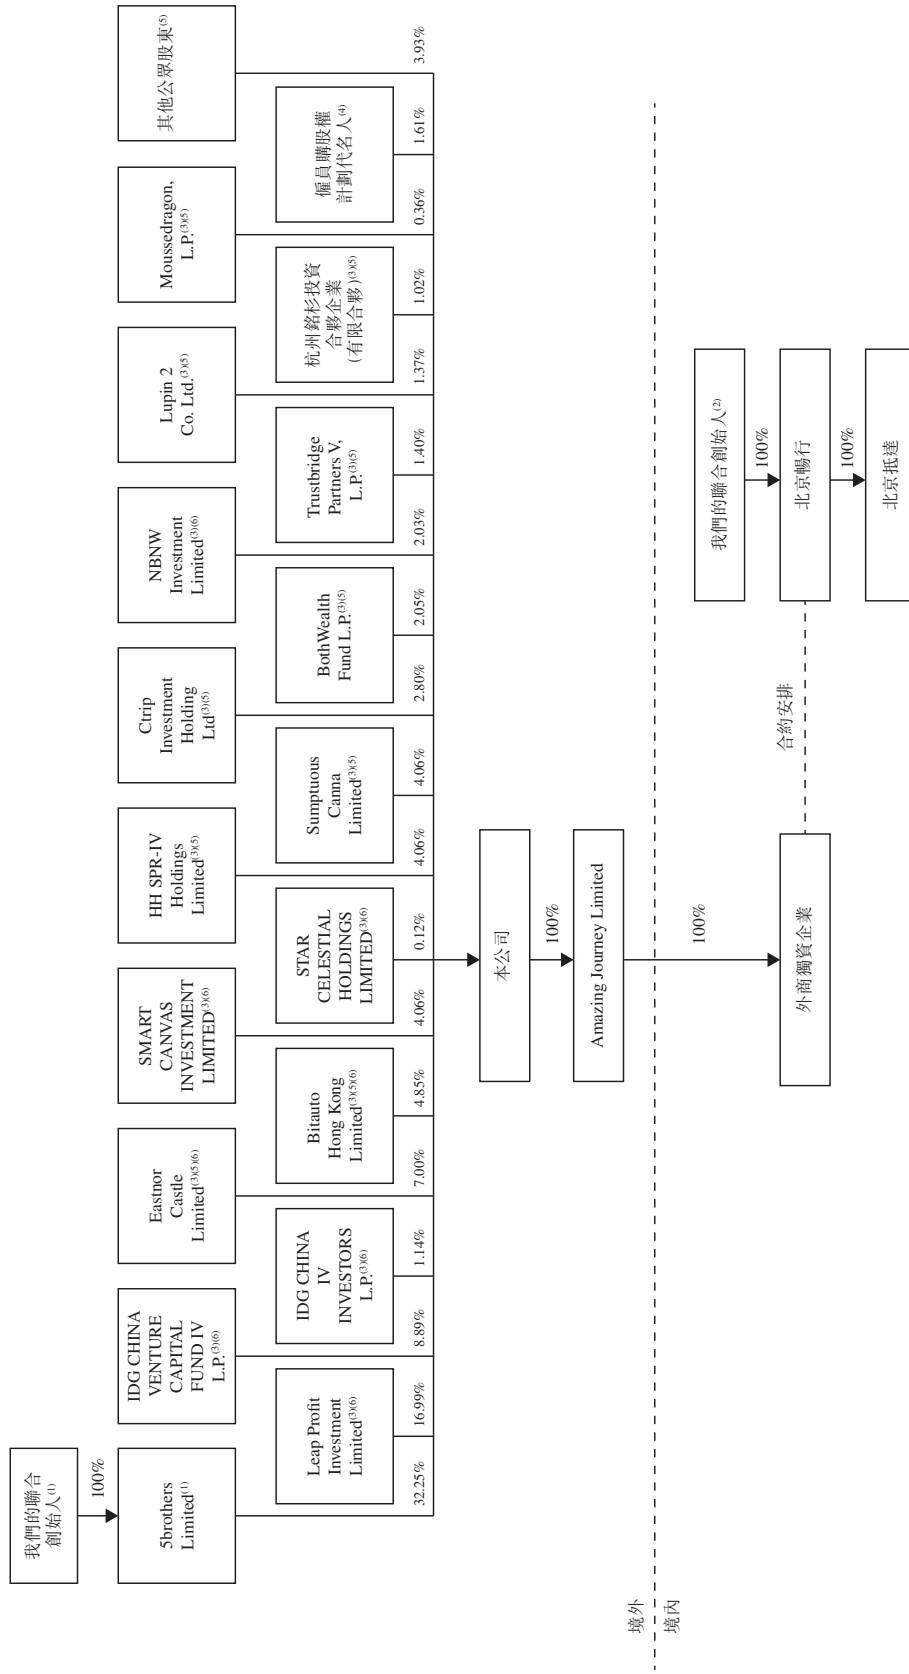 我們的聯合
創始人(1)
100%
5brothers
Limited(1)
IDG CHINA
VENTURE
CAPITAL
FUND IV
L.P.(3)(6)
Eastnor
Castle
Limited(3)(5)(6)
SMART
CANVAS
INVESTMENT
LIMITED(3)(6)
HH SPR-IV
Holdings
Limited(3)(5)
Ctrip
Investment
Holding
Ltd(3)(5)
NBNW
Investment
Limited(3)(6)
Lupin 2
Co. Ltd.(3)(5)
Moussedragon,
L.P.(3)(5)
其他公眾股東(5)
Leap Profit
Investment
Limited(3)(6)
IDG CHINA
IV
INVESTORS
L.P.(3)(6)
Bitauto
Hong Kong
Limited(3)(5)(6)
STAR
CELESTIAL
HOLDINGS
LIMITED(3)(6)
Sumptuous
Canna
Limited(3)(5)
BothWealth
Fund L.P.(3)(5)
Trustbridge
Partners V,
L.P.(3)(5)
杭州銘杉投資
合夥企業
(有限合夥)(3)(5)
僱員購股權
計劃代名人(4)
32.25%
16.99%
8.89%
1.14%
7.00%
4.85%
4.06%
0.12%
4.06%
4.06%
2.80%
2.05%
2.03%
1.40%
1.37%
1.02%
0.36%
1.61%
3.93%
本公司
100%
Amazing Journey Limited
境外
境內
100%
我們的聯合創始人(2)
100%
外商獨資企業
合約安排
北京暢行
100%
北京抵達